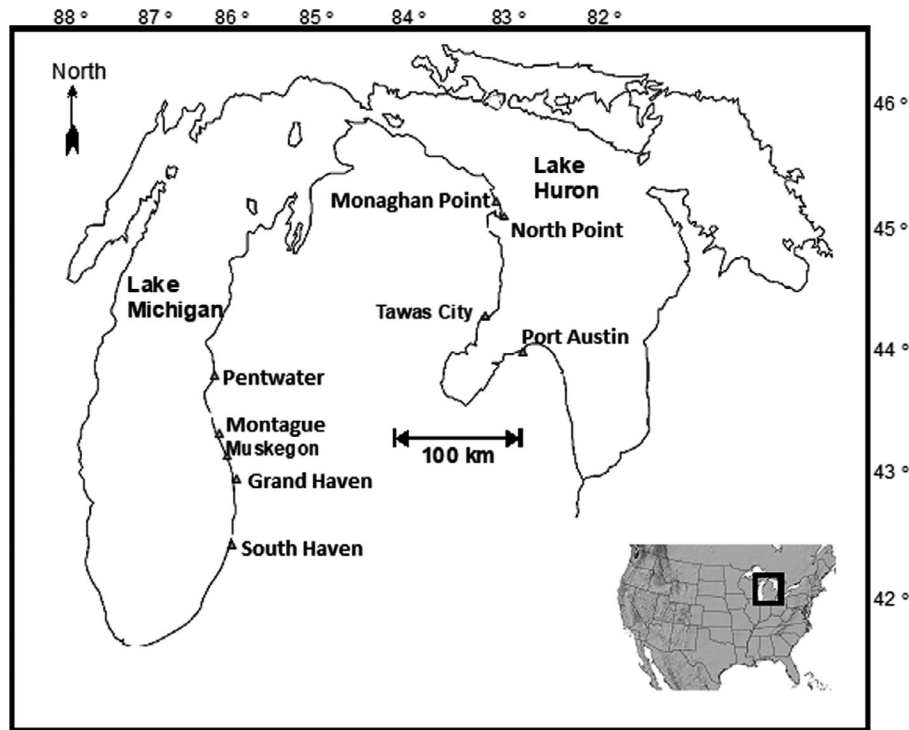 88 º 87 º 86 º 85 º 84 º 83 º 82 º
North
46 º
Lake
Huron
Monaghan Point
North Point
45 º
Lake
Michigan
Tawas City
Port Austin
44 º
Pentwater
Montague
Muskegon
100 km
Grand Haven
43 º
South Haven
42 º